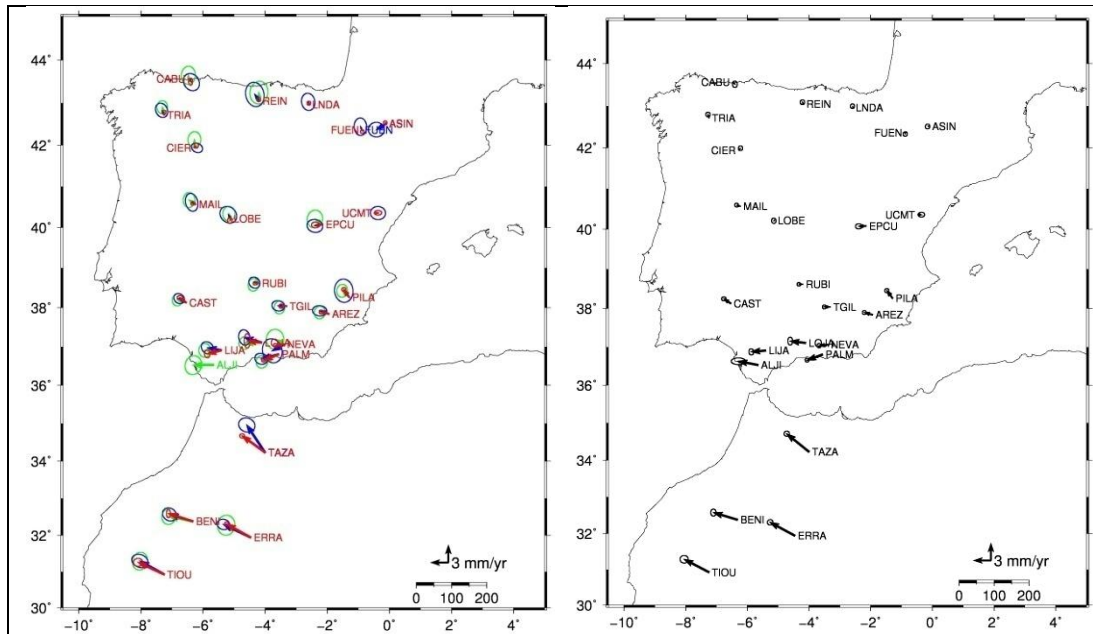 44°
42°
40°
38°
36°
34°
32°
30°
−10° −8° −6° −4° −2° 0° 2° 4°
CABU
REIN
LNDA
TRIA
ASIN
FUEN FUEN
CIER
MAIL
LOBE
UCMT
EPCU
RUBI
CAST
TGIL
PILA
AREZ
LIJA
LOJA
NEVA
PALM
ALJI
TAZA
BENI
ERRA
TIOU
3 mm/yr
0 100 200
44°
42°
40°
38°
36°
34°
32°
30°
−10° −8° −6° −4° −2° 0° 2° 4°
CABU
REIN
LNDA
TRIA
ASIN
FUEN
CIER
MAIL
LOBE
UCMT
EPCU
RUBI
CAST
TGIL
PILA
AREZ
LIJA
LOJA
NEVA
PALM
ALJI
TAZA
BENI
ERRA
TIOU
3 mm/yr
0 100 200